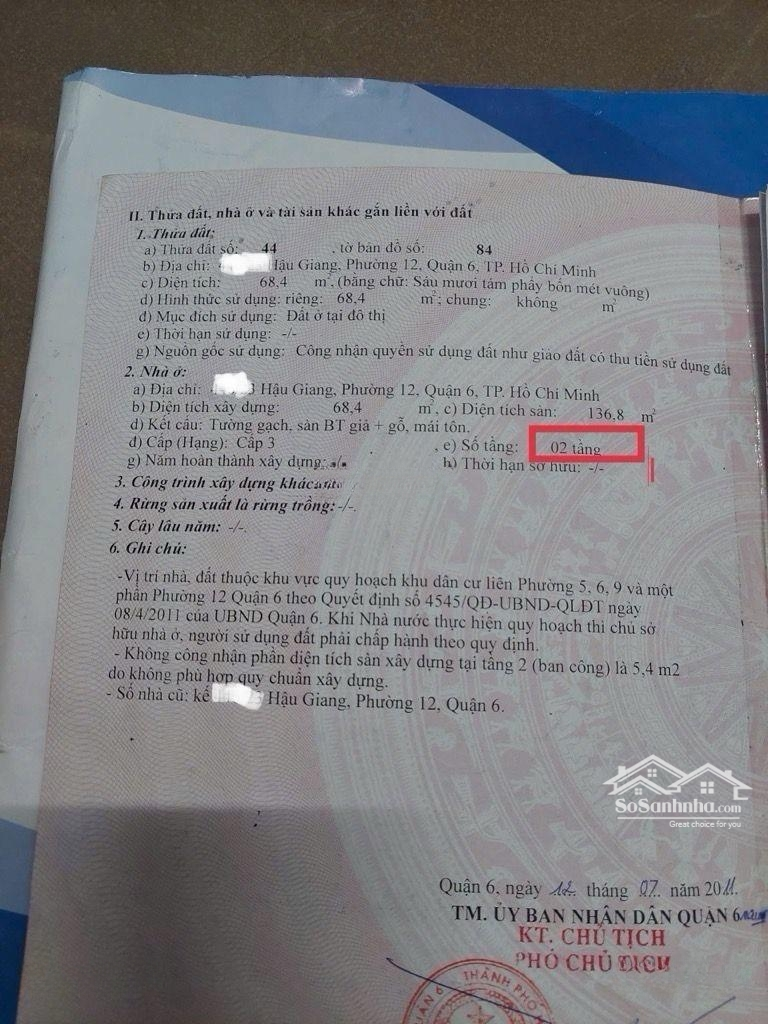 II. Thửa đất, nhà ở và tài sản khác gắn liền với đất
1. Thửa đất:
a) Thửa đất số: 44 , tờ bản đồ số: 84
b) Địa chỉ: Hậu Giang, Phường 12, Quận 6, TP. Hồ Chí Minh
c) Diện tích: 68,4 m², (bằng chữ: Sáu mươi tám phẩy bốn mét vuông)
d) Hình thức sử dụng: riêng: 68,4 m²; chung: không m²
đ) Mục đích sử dụng: Đất ở tại đô thị
e) Thời hạn sử dụng: -/-
g) Nguồn gốc sử dụng: Công nhận quyền sử dụng đất như giao đất có thu tiền sử dụng đất
2. Nhà ở:
a) Địa chỉ: 3 Hậu Giang, Phường 12, Quận 6, TP. Hồ Chí Minh
b) Diện tích xây dựng: 68,4 m², c) Diện tích sàn: 136,8 m²
d) Kết cấu: Tường gạch, sàn BT giả + gỗ, mái tôn.
đ) Cấp (Hạng): Cấp 3 , e) Số tầng: 02 tầng
g) Năm hoàn thành xây dựng: -/- h) Thời hạn sở hữu: -/-
3. Công trình xây dựng khác:
4. Rừng sản xuất là rừng trồng: -/-.
5. Cây lâu năm: -/-.
6. Ghi chú:
-Vị trí nhà, đất thuộc khu vực quy hoạch khu dân cư liên Phường 5, 6, 9 và một
phần Phường 12 Quận 6 theo Quyết định số 4545/QĐ-UBND-QLĐT ngày
08/4/2011 của UBND Quận 6. Khi Nhà nước thực hiện quy hoạch thì chủ sở
hữu nhà ở, người sử dụng đất phải chấp hành theo quy định.
- Không công nhận phần diện tích sàn xây dựng tại tầng 2 (ban công) là 5,4 m2
do không phù hợp quy chuẩn xây dựng.
- Số nhà cũ: kế 3 Hậu Giang, Phường 12, Quận 6.
SoSanhnha.com
Great choice for you
Quận 6, ngày 12 tháng 07 năm 2011.
TM. ỦY BAN NHÂN DÂN QUẬN 6
KT. CHỦ TỊCH
PHÓ CHỦ TỊCH
QUẬN 6 THÀNH PHỐ